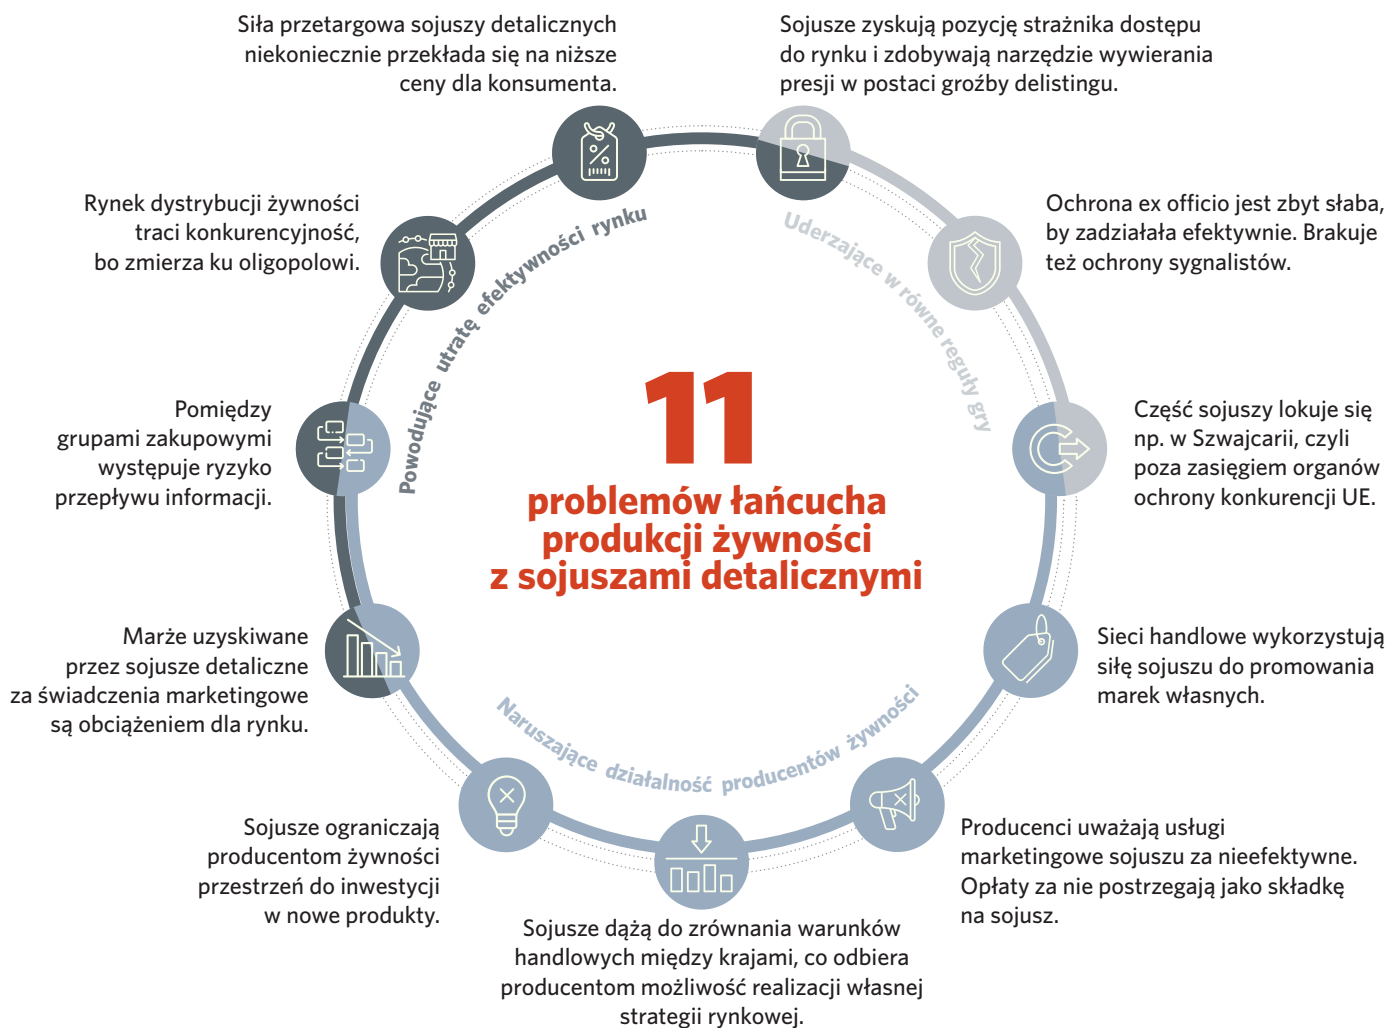 11
problemów łańcucha
produkcji żywności
z sojuszami detalicznymi
Powodujące utratę efektywności rynku
Uderzające w równe reguły gry
Naruszające działalność producentów żywności
Siła przetargowa sojuszy detalicznych
niekoniecznie przekłada się na niższe
ceny dla konsumenta.
Sojusze zyskują pozycję strażnika dostępu
do rynku i zdobywają narzędzie wywierania
presji w postaci groźby delistingu.
Ochrona ex officio jest zbyt słaba,
by zadziałała efektywnie. Brakuje
też ochrony sygnalistów.
Część sojuszy lokuje się
np. w Szwajcarii, czyli
poza zasięgiem organów
ochrony konkurencji UE.
Sieci handlowe wykorzystują
siłę sojuszu do promowania
marek własnych.
Producenci uważają usługi
marketingowe sojuszu za nieefektywne.
Opłaty za nie postrzegają jako składkę
na sojusz.
Sojusze dążą do zrównania warunków
handlowych między krajami, co odbiera
producentom możliwość realizacji własnej
strategii rynkowej.
Sojusze ograniczają
producentom żywności
przestrzeń do inwestycji
w nowe produkty.
Marże uzyskiwane
przez sojusze detaliczne
za świadczenia marketingowe
są obciążeniem dla rynku.
Pomiędzy
grupami zakupowymi
występuje ryzyko
przepływu informacji.
Rynek dystrybucji żywności
traci konkurencyjność,
bo zmierza ku oligopolowi.